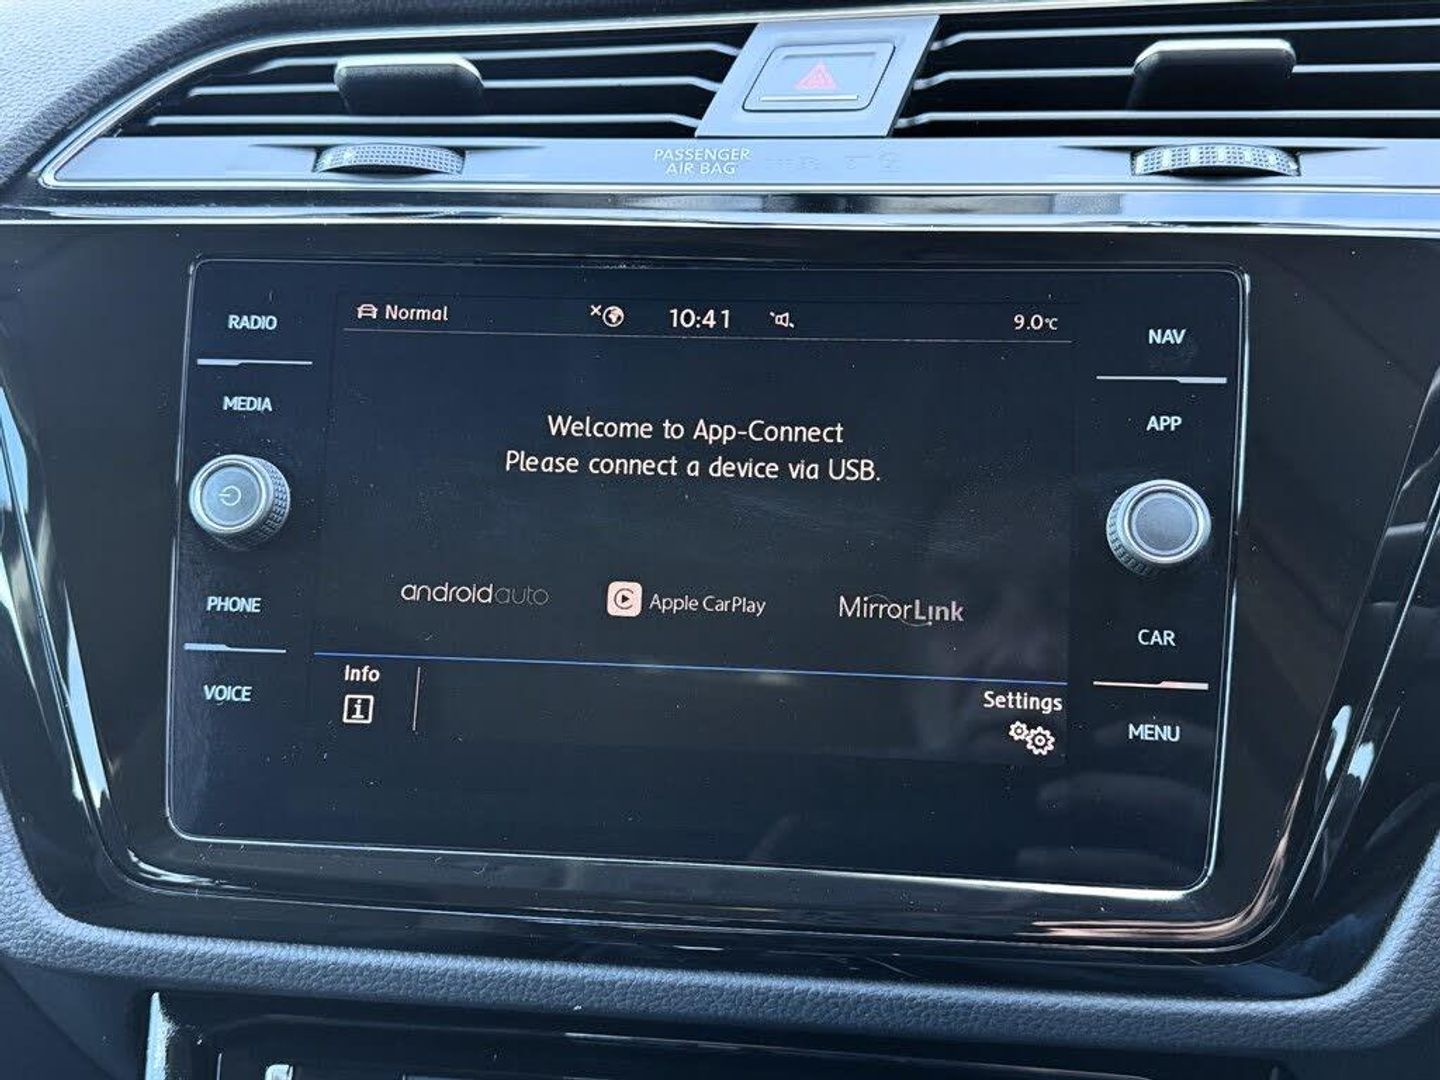 PASSENGER
AIR BAG
RADIO
MEDIA
PHONE
VOICE
Normal
10:41
9.0°C
Welcome to App-Connect
Please connect a device via USB.
androidauto
Apple CarPlay
MirrorLink
Info
i
Settings
NAV
APP
CAR
MENU